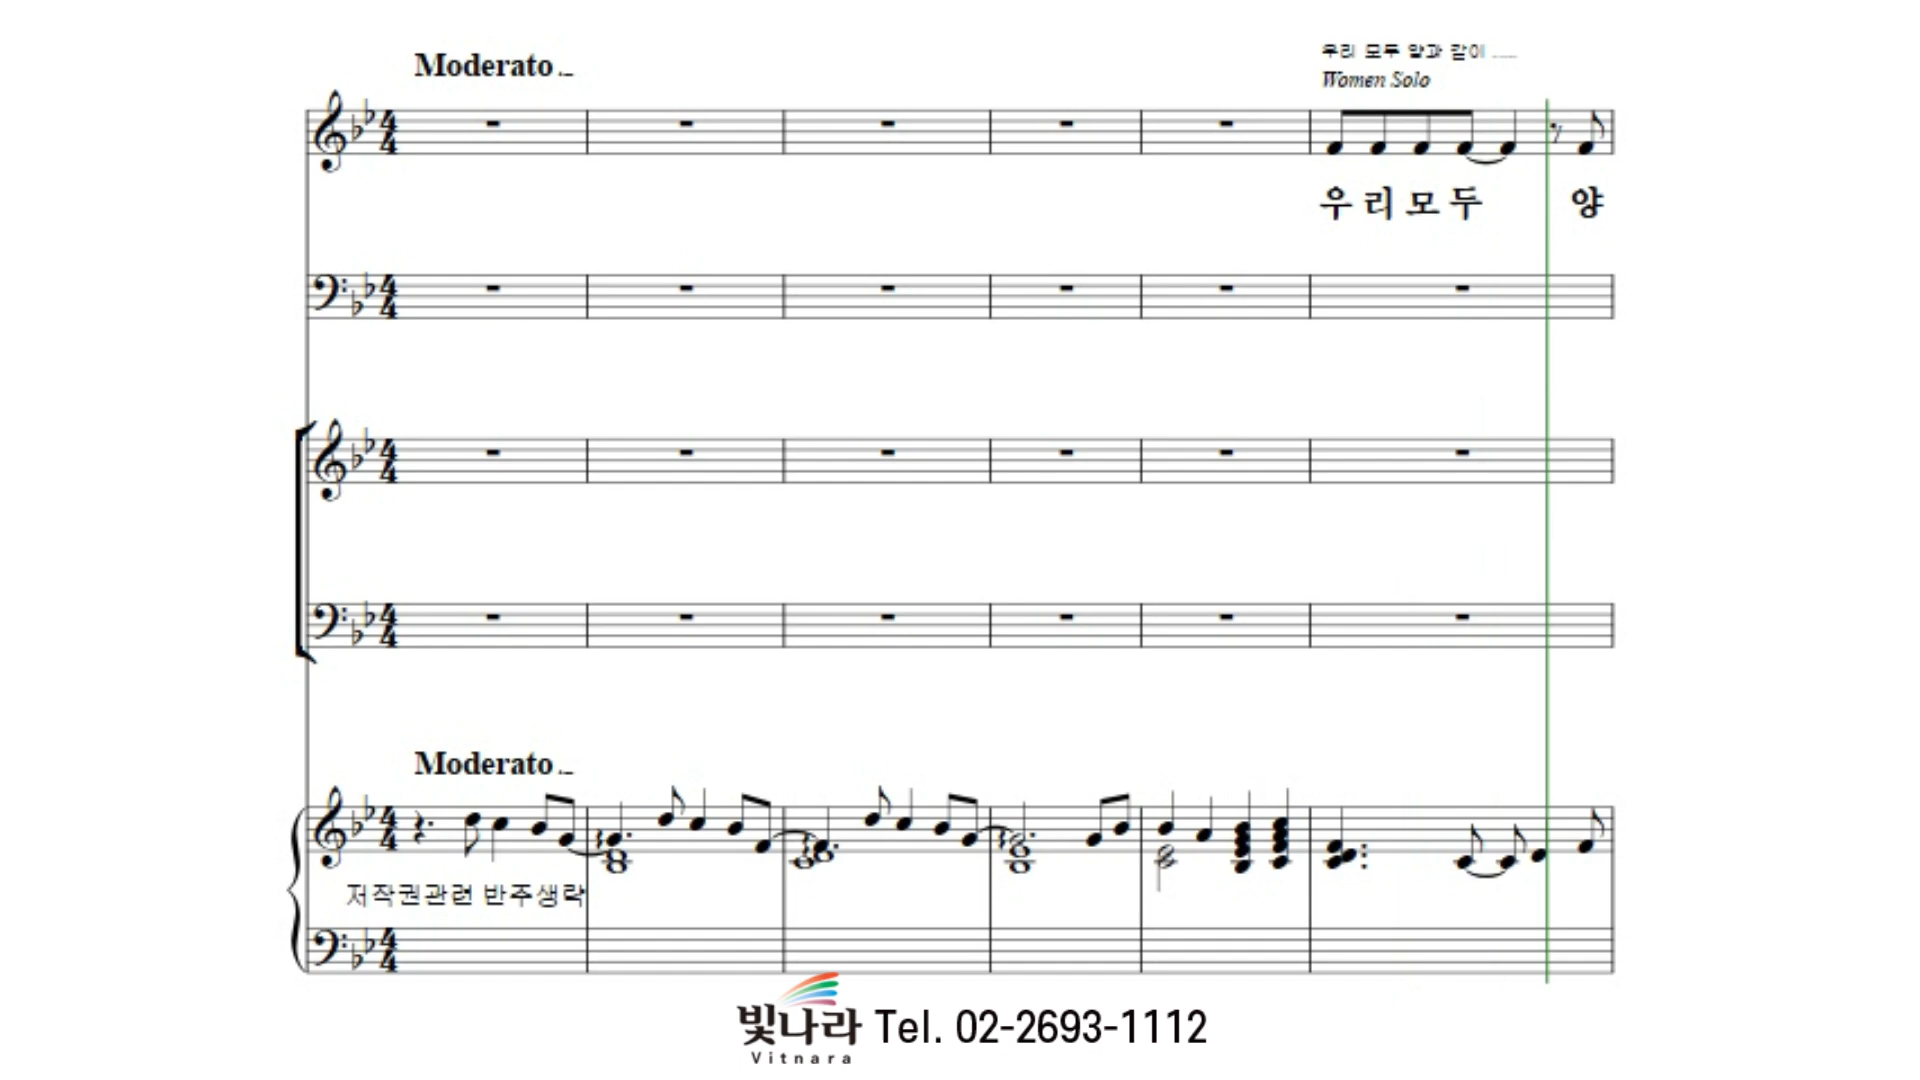 Moderato
우리 모두 양과 같이 ......
Women Solo
우 리 모 두 양
Moderato
저작권관련 반주생략
빛나라 Tel. 02-2693-1112
Vitnara